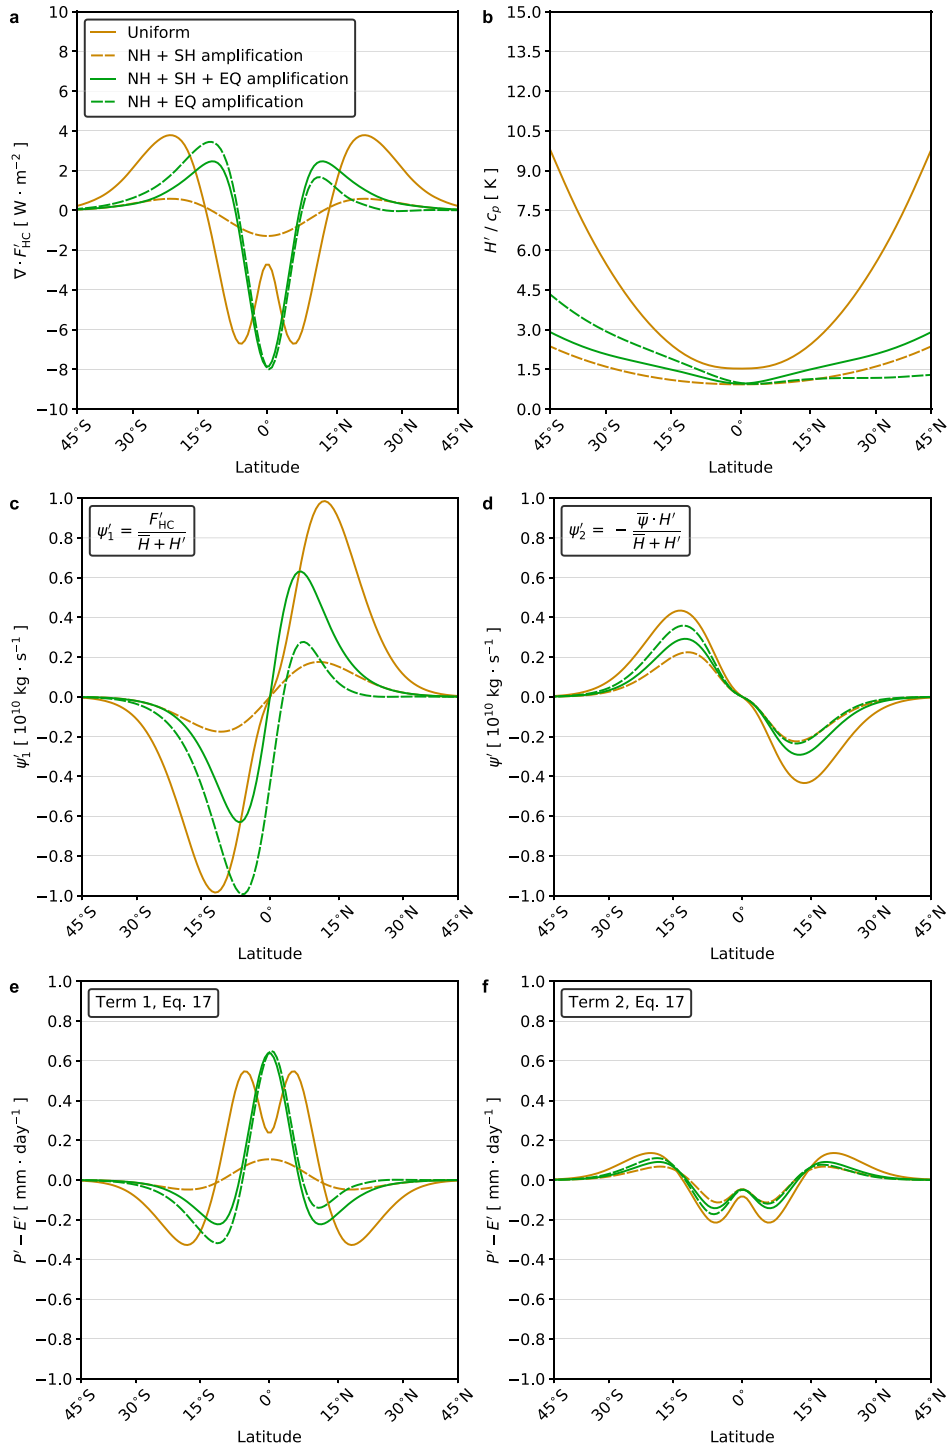 a
10
8
6
4
2
0
−2
−4
−6
−8
−10
∇ · F′HC [ W · m−2 ]
Uniform
NH + SH amplification
NH + SH + EQ amplification
NH + EQ amplification
45°S
30°S
15°S
0°
15°N
30°N
45°N
Latitude
b
15.0
13.5
12.0
10.5
9.0
7.5
6.0
4.5
3.0
1.5
0.0
H′ / cp [ K ]
45°S
30°S
15°S
0°
15°N
30°N
45°N
Latitude
c
1.0
0.8
0.6
0.4
0.2
0.0
−0.2
−0.4
−0.6
−0.8
−1.0
ψ′1 [ 10^10 kg · s−1 ]
ψ′1 = F′HC / (H̅ + H′)
45°S
30°S
15°S
0°
15°N
30°N
45°N
Latitude
d
1.0
0.8
0.6
0.4
0.2
0.0
−0.2
−0.4
−0.6
−0.8
−1.0
ψ′ [ 10^10 kg · s−1 ]
ψ′2 = − ψ̅ · H′ / (H̅ + H′)
45°S
30°S
15°S
0°
15°N
30°N
45°N
Latitude
e
1.0
0.8
0.6
0.4
0.2
0.0
−0.2
−0.4
−0.6
−0.8
−1.0
P′ − E′ [ mm · day−1 ]
Term 1, Eq. 17
45°S
30°S
15°S
0°
15°N
30°N
45°N
Latitude
f
1.0
0.8
0.6
0.4
0.2
0.0
−0.2
−0.4
−0.6
−0.8
−1.0
P′ − E′ [ mm · day−1 ]
Term 2, Eq. 17
45°S
30°S
15°S
0°
15°N
30°N
45°N
Latitude